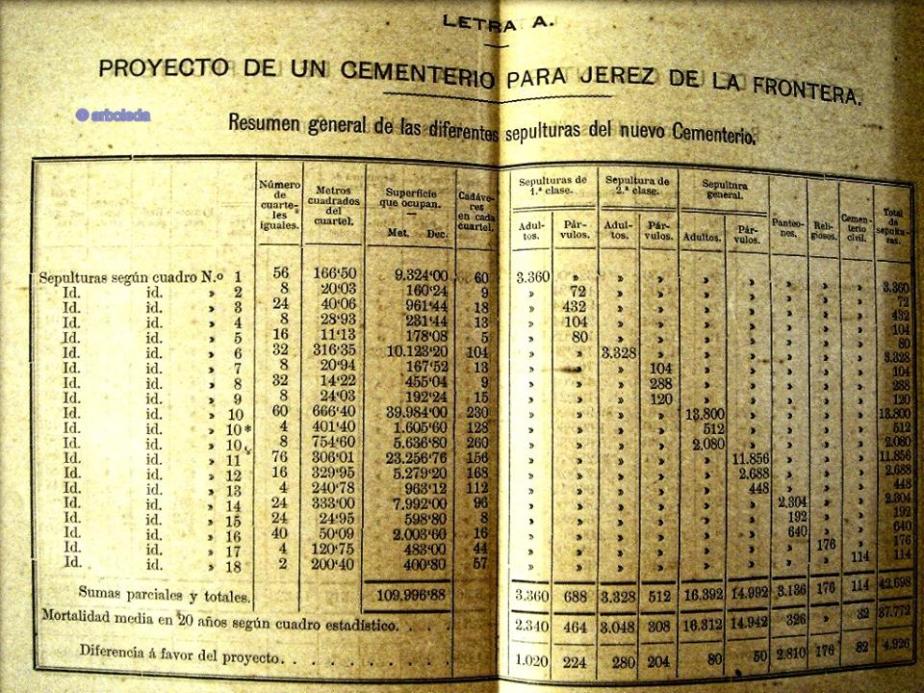 LETRA A.
PROYECTO DE UN CEMENTERIO PARA JEREZ DE LA FRONTERA.
arboleda
Resumen general de las diferentes sepulturas del nuevo Cementerio.
Número de cuarteles iguales. Metros cuadrados del cuartel. Superficie que ocupan. — Met. Dec. Cadáveres en cada cuartel. Sepulturas de 1.ª clase. Adultos. Párvulos. Sepultura de 2.ª clase. Adultos. Párvulos. Sepultura general. Adultos. Párvulos. Panteones. Religiosos. Cementerio civil. Total de sepulturas.
Sepulturas según cuadro N.º 1 56 166'50 9.324'00 60 3.360 » » » » » » » » 3.360
Id. id. » 2 8 20'03 160'24 9 » 72 » » » » » » » 72
Id. id. » 3 24 40'06 961'44 18 » 432 » » » » » » » 432
Id. id. » 4 8 28'93 231'44 13 » 104 » » » » » » » 104
Id. id. » 5 16 11'13 178'08 5 » 80 » » » » » » » 80
Id. id. » 6 32 316'35 10.123'20 104 » » 3.328 » » » » » » 3.328
Id. id. » 7 8 20'94 167'52 13 » » » 104 » » » » » 104
Id. id. » 8 32 14'22 455'04 9 » » » 288 » » » » » 288
Id. id. » 9 8 24'03 192'24 15 » » » 120 » » » » » 120
Id. id. » 10 60 666'40 39.984'00 230 » » » » 13.800 » » » » 13.800
Id. id. » 10* 4 401'40 1.605'60 128 » » » » 512 » » » » 512
Id. id. » 10 8 754'60 5.636'80 260 » » » » 2.080 » » » » 2.080
Id. id. » 11 76 306'01 23.256'76 156 » » » » » 11.856 » » » 11.856
Id. id. » 12 16 329'95 5.279'20 168 » » » » » 2.688 » » » 2.688
Id. id. » 13 4 240'78 963'12 112 » » » » » 448 » » » 448
Id. id. » 14 24 333'00 7.992'00 96 » » » » » » 2.304 » » 2.304
Id. id. » 15 24 24'95 598'80 8 » » » » » » 192 » » 192
Id. id. » 16 40 50'09 2.003'60 16 » » » » » » 640 » » 640
Id. id. » 17 4 120'75 483'00 44 » » » » » » » 176 » 176
Id. id. » 18 2 200'40 400'80 57 » » » » » » » » 114 114
Sumas parciales y totales. 109.996'88 3.360 688 3.328 512 16.392 14.992 3.136 176 114 42.698
Mortalidad media en 20 años según cuadro estadístico. . . . 2.340 464 3.048 308 16.312 14.942 326 » 32 37.772
Diferencia á favor del proyecto. . . . . . . . . 1.020 224 280 204 80 50 2.810 176 82 4.926